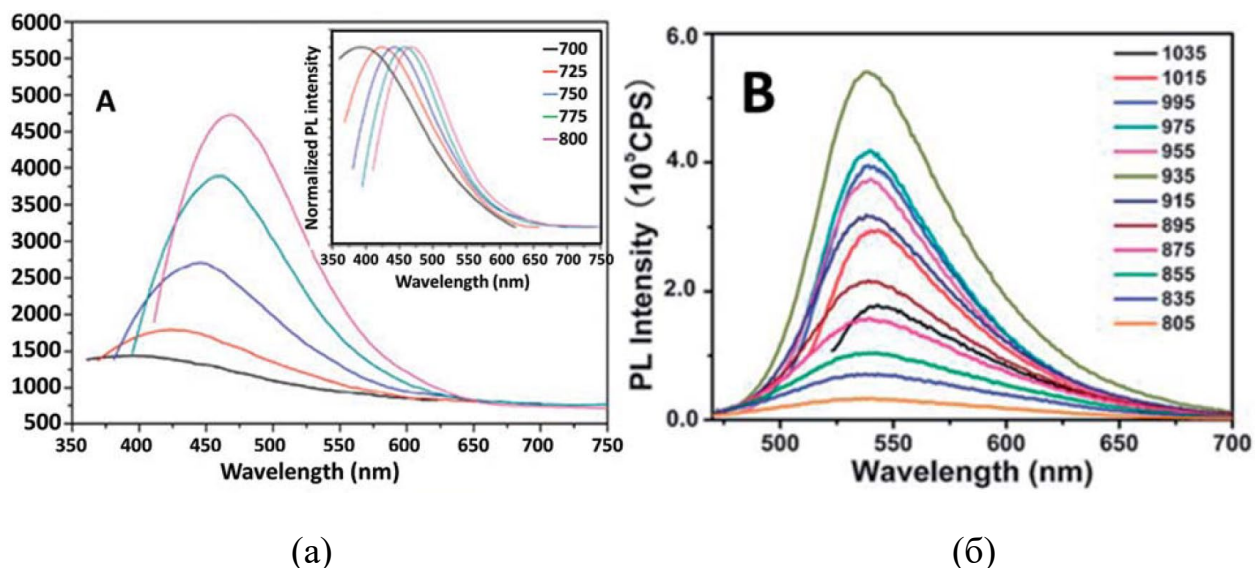 A
6000
5500
5000
4500
4000
3500
3000
2500
2000
1500
1000
500
350 400 450 500 550 600 650 700 750
Wavelength (nm)
Normalized PL intensity
700
725
750
775
800
350 400 450 500 550 600 650 700 750
Wavelength (nm)
(а)
B
PL Intensity (10⁵CPS)
6.0
4.0
2.0
0.0
500 550 600 650 700
Wavelength (nm)
1035
1015
995
975
955
935
915
895
875
855
835
805
(б)